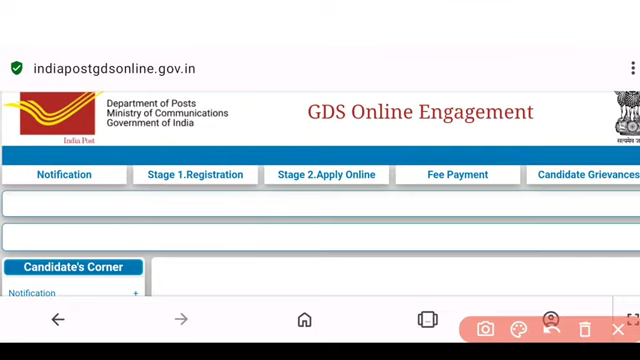 indiapostgdsonline.gov.in
Department of Posts
Ministry of Communications
Government of India
GDS Online Engagement
India Post
Notification
Stage 1.Registration
Stage 2.Apply Online
Fee Payment
Candidate Grievances
Candidate's Corner
Notification +